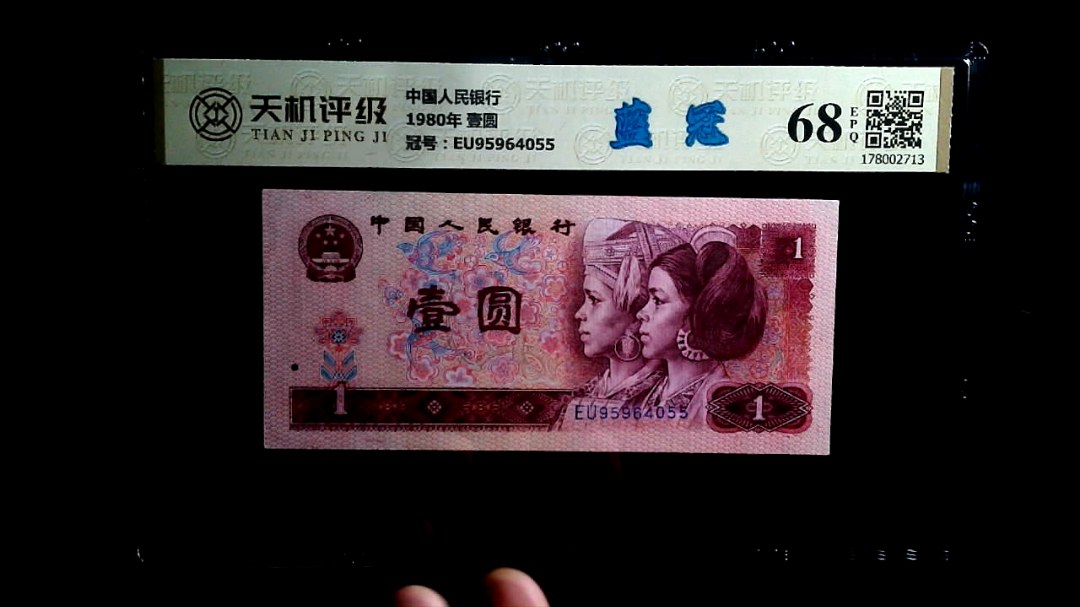 天机评级
TIAN JI PING JI
中国人民银行
1980年 壹圆
冠号：EU95964055
蓝冠
68
EPQ
178002713
中国人民银行
1
壹圆
1
EU95964055
1